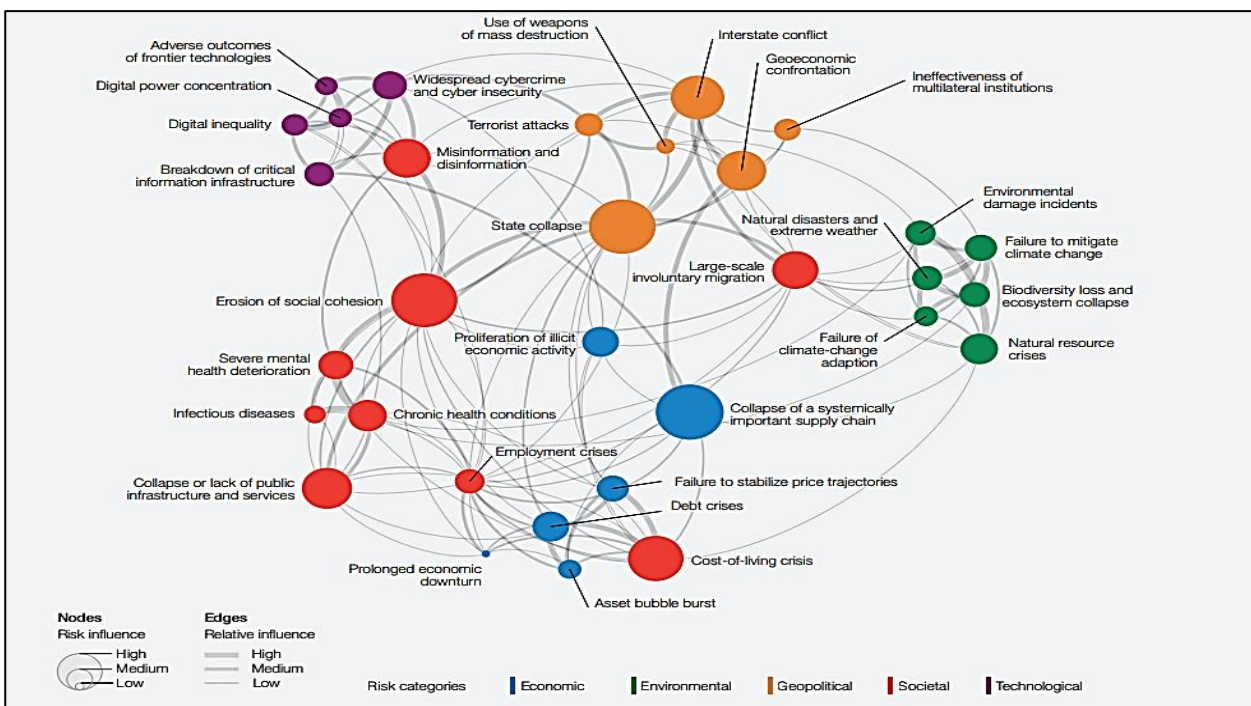 Use of weapons
of mass destruction
Interstate conflict
Adverse outcomes
of frontier technologies
Geoeconomic
confrontation
Ineffectiveness of
multilateral institutions
Digital power concentration
Widespread cybercrime
and cyber insecurity
Digital inequality
Terrorist attacks
Misinformation and
disinformation
Breakdown of critical
information infrastructure
Environmental
damage incidents
State collapse
Natural disasters and
extreme weather
Failure to mitigate
climate change
Large-scale
involuntary migration
Erosion of social cohesion
Biodiversity loss and
ecosystem collapse
Proliferation of illicit
economic activity
Failure of
climate-change
adaption
Natural resource
crises
Severe mental
health deterioration
Infectious diseases
Chronic health conditions
Collapse of a systemically
important supply chain
Employment crises
Collapse or lack of public
infrastructure and services
Failure to stabilize price trajectories
Debt crises
Prolonged economic
downturn
Cost-of-living crisis
Asset bubble burst
Nodes
Risk influence
High
Medium
Low
Edges
Relative influence
High
Medium
Low
Risk categories
Economic
Environmental
Geopolitical
Societal
Technological